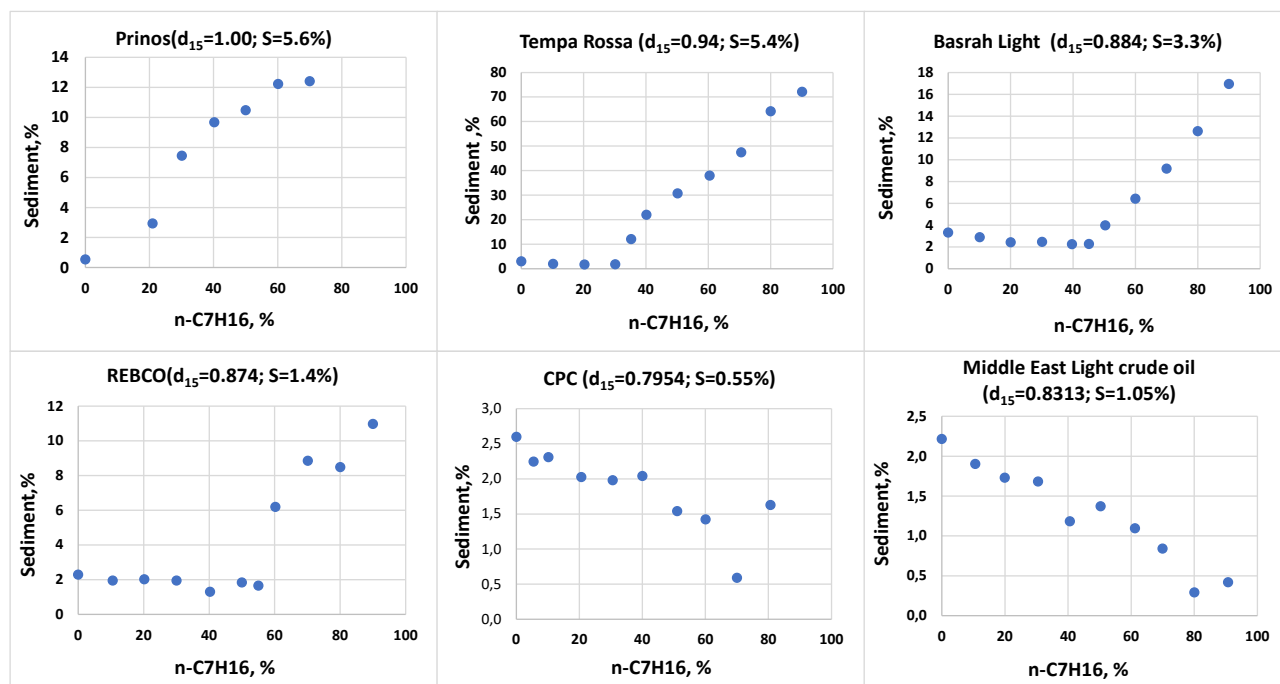 Prinos(d₁₅=1.00; S=5.6%)
14
12
10
8
6
4
2
0
Sediment,%
0 20 40 60 80 100
n-C7H16, %
Tempa Rossa (d₁₅=0.94; S=5.4%)
80
70
60
50
40
30
20
10
0
Sediment ,%
0 20 40 60 80 100
n-C7H16, %
Basrah Light (d₁₅=0.884; S=3.3%)
18
16
14
12
10
8
6
4
2
0
Sediment,%
0 20 40 60 80 100
n-C7H16, %
REBCO(d₁₅=0.874; S=1.4%)
12
10
8
6
4
2
0
Sediment,%
0 20 40 60 80 100
n-C7H16, %
CPC (d₁₅=0.7954; S=0.55%)
3,0
2,5
2,0
1,5
1,0
0,5
0,0
Sediment,%
0 20 40 60 80 100
n-C7H16, %
Middle East Light crude oil
(d₁₅=0.8313; S=1.05%)
2,5
2,0
1,5
1,0
0,5
0,0
Sediment,%
0 20 40 60 80 100
n-C7H16, %